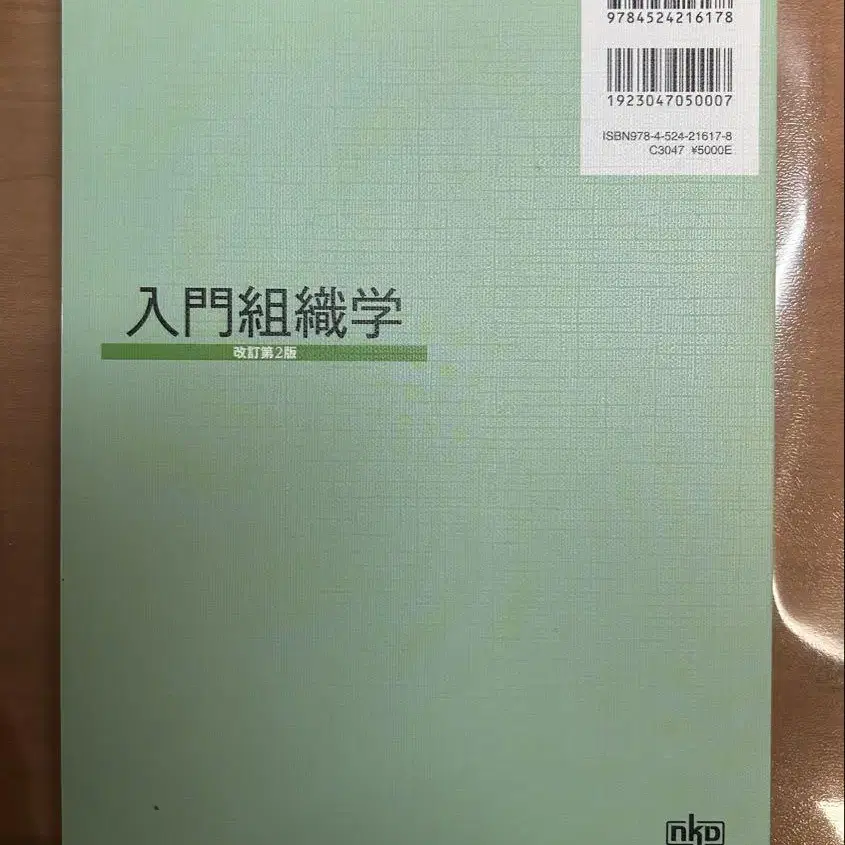 9784524216178
1923047050007
ISBN978-4-524-21617-8
C3047 ¥5000E
入門組織学
改訂第2版
nkD